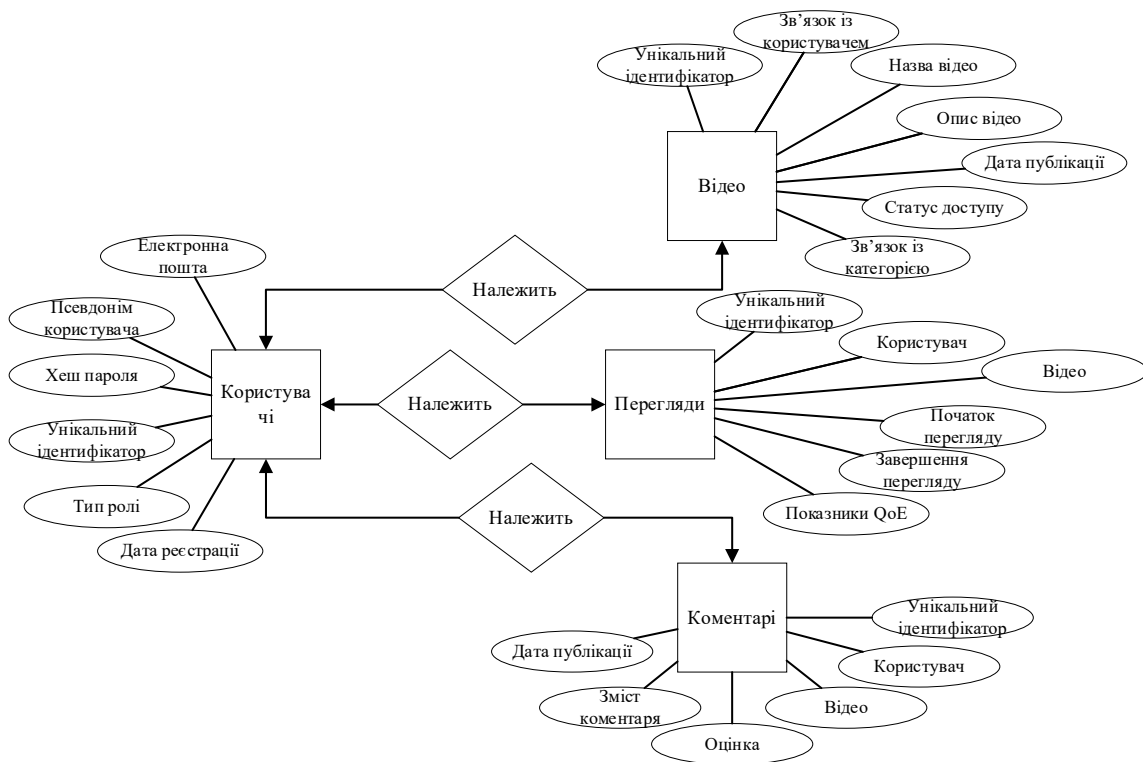 Зв’язок із
користувачем
Унікальний
ідентифікатор
Назва відео
Опис відео
Дата публікації
Відео
Статус доступу
Зв’язок із
категорією
Електронна
пошта
Належить
Псевдонім
користувача
Хеш пароля
Унікальний
ідентифікатор
Тип ролі
Дата реєстрації
Користува
чі
Належить
Перегляди
Унікальний
ідентифікатор
Користувач
Відео
Початок
перегляду
Завершення
перегляду
Показники QoE
Належить
Коментарі
Унікальний
ідентифікатор
Дата публікації
Користувач
Зміст
коментаря
Відео
Оцінка